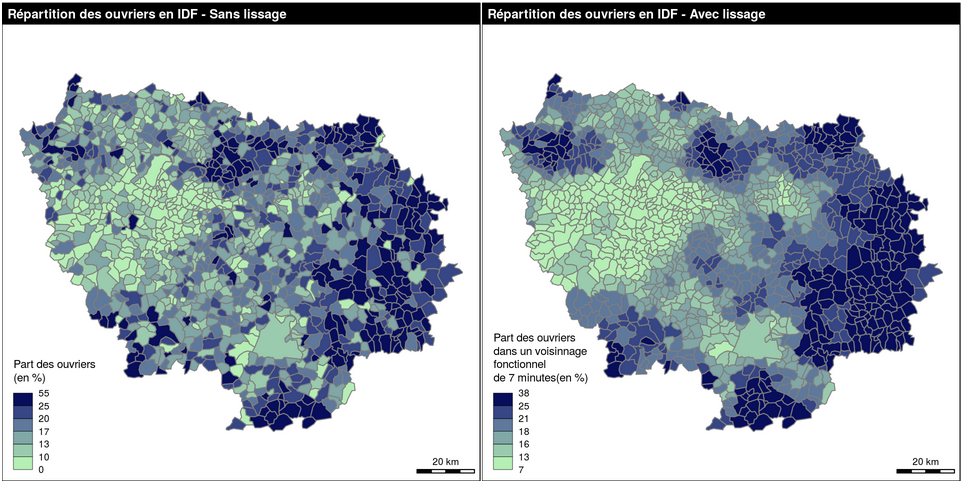 Répartition des ouvriers en IDF - Sans lissage
Part des ouvriers
(en %)
55
25
20
17
13
10
0
20 km
Répartition des ouvriers en IDF - Avec lissage
Part des ouvriers
dans un voisinnage
fonctionnel
de 7 minutes(en %)
38
25
21
18
16
13
7
20 km